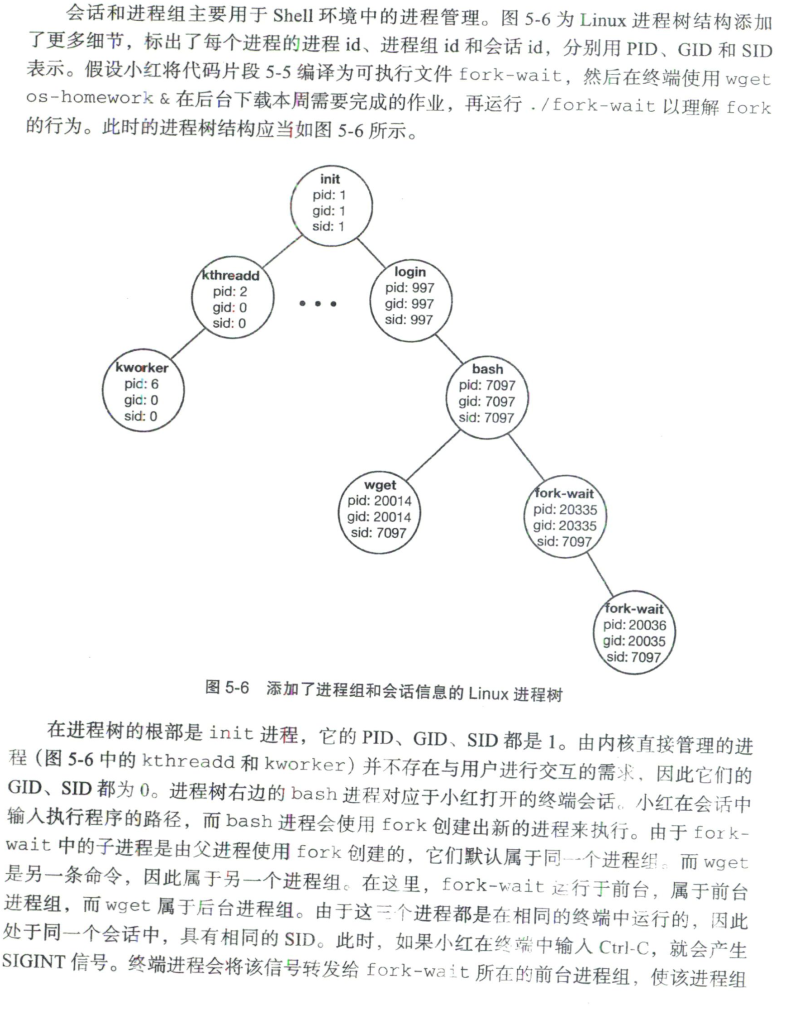 会话和进程组主要用于 Shell 环境中的进程管理。图 5-6 为 Linux 进程树结构添加
了更多细节，标出了每个进程的进程 id、进程组 id 和会话 id，分别用 PID、GID 和 SID
表示。假设小红将代码片段 5-5 编译为可执行文件 fork-wait，然后在终端使用 wget
os-homework & 在后台下载本周需要完成的作业，再运行 ./fork-wait 以理解 fork
的行为。此时的进程树结构应当如图 5-6 所示。
init
pid: 1
gid: 1
sid: 1
kthreadd
pid: 2
gid: 0
sid: 0
...
login
pid: 997
gid: 997
sid: 997
kworker
pid: 6
gid: 0
sid: 0
bash
pid: 7097
gid: 7097
sid: 7097
wget
pid: 20014
gid: 20014
sid: 7097
fork-wait
pid: 20335
gid: 20335
sid: 7097
fork-wait
pid: 20036
gid: 20035
sid: 7097
图 5-6 添加了进程组和会话信息的 Linux 进程树
在进程树的根部是 init 进程，它的 PID、GID、SID 都是 1。由内核直接管理的进
程（图 5-6 中的 kthreadd 和 kworker）并不存在与用户进行交互的需求，因此它们的
GID、SID 都为 0。进程树右边的 bash 进程对应于小红打开的终端会话。小红在会话中
输入执行程序的路径，而 bash 进程会使用 fork 创建出新的进程来执行。由于 fork-
wait 中的子进程是由父进程使用 fork 创建的，它们默认属于同一个进程组。而 wget
是另一条命令，因此属于另一个进程组。在这里，fork-wait 运行于前台，属于前台
进程组，而 wget 属于后台进程组。由于这三个进程都是在相同的终端中运行的，因此
处于同一个会话中，具有相同的 SID。此时，如果小红在终端中输入 Ctrl-C，就会产生
SIGINT 信号。终端进程会将该信号转发给 fork-wait 所在的前台进程组，使该进程组